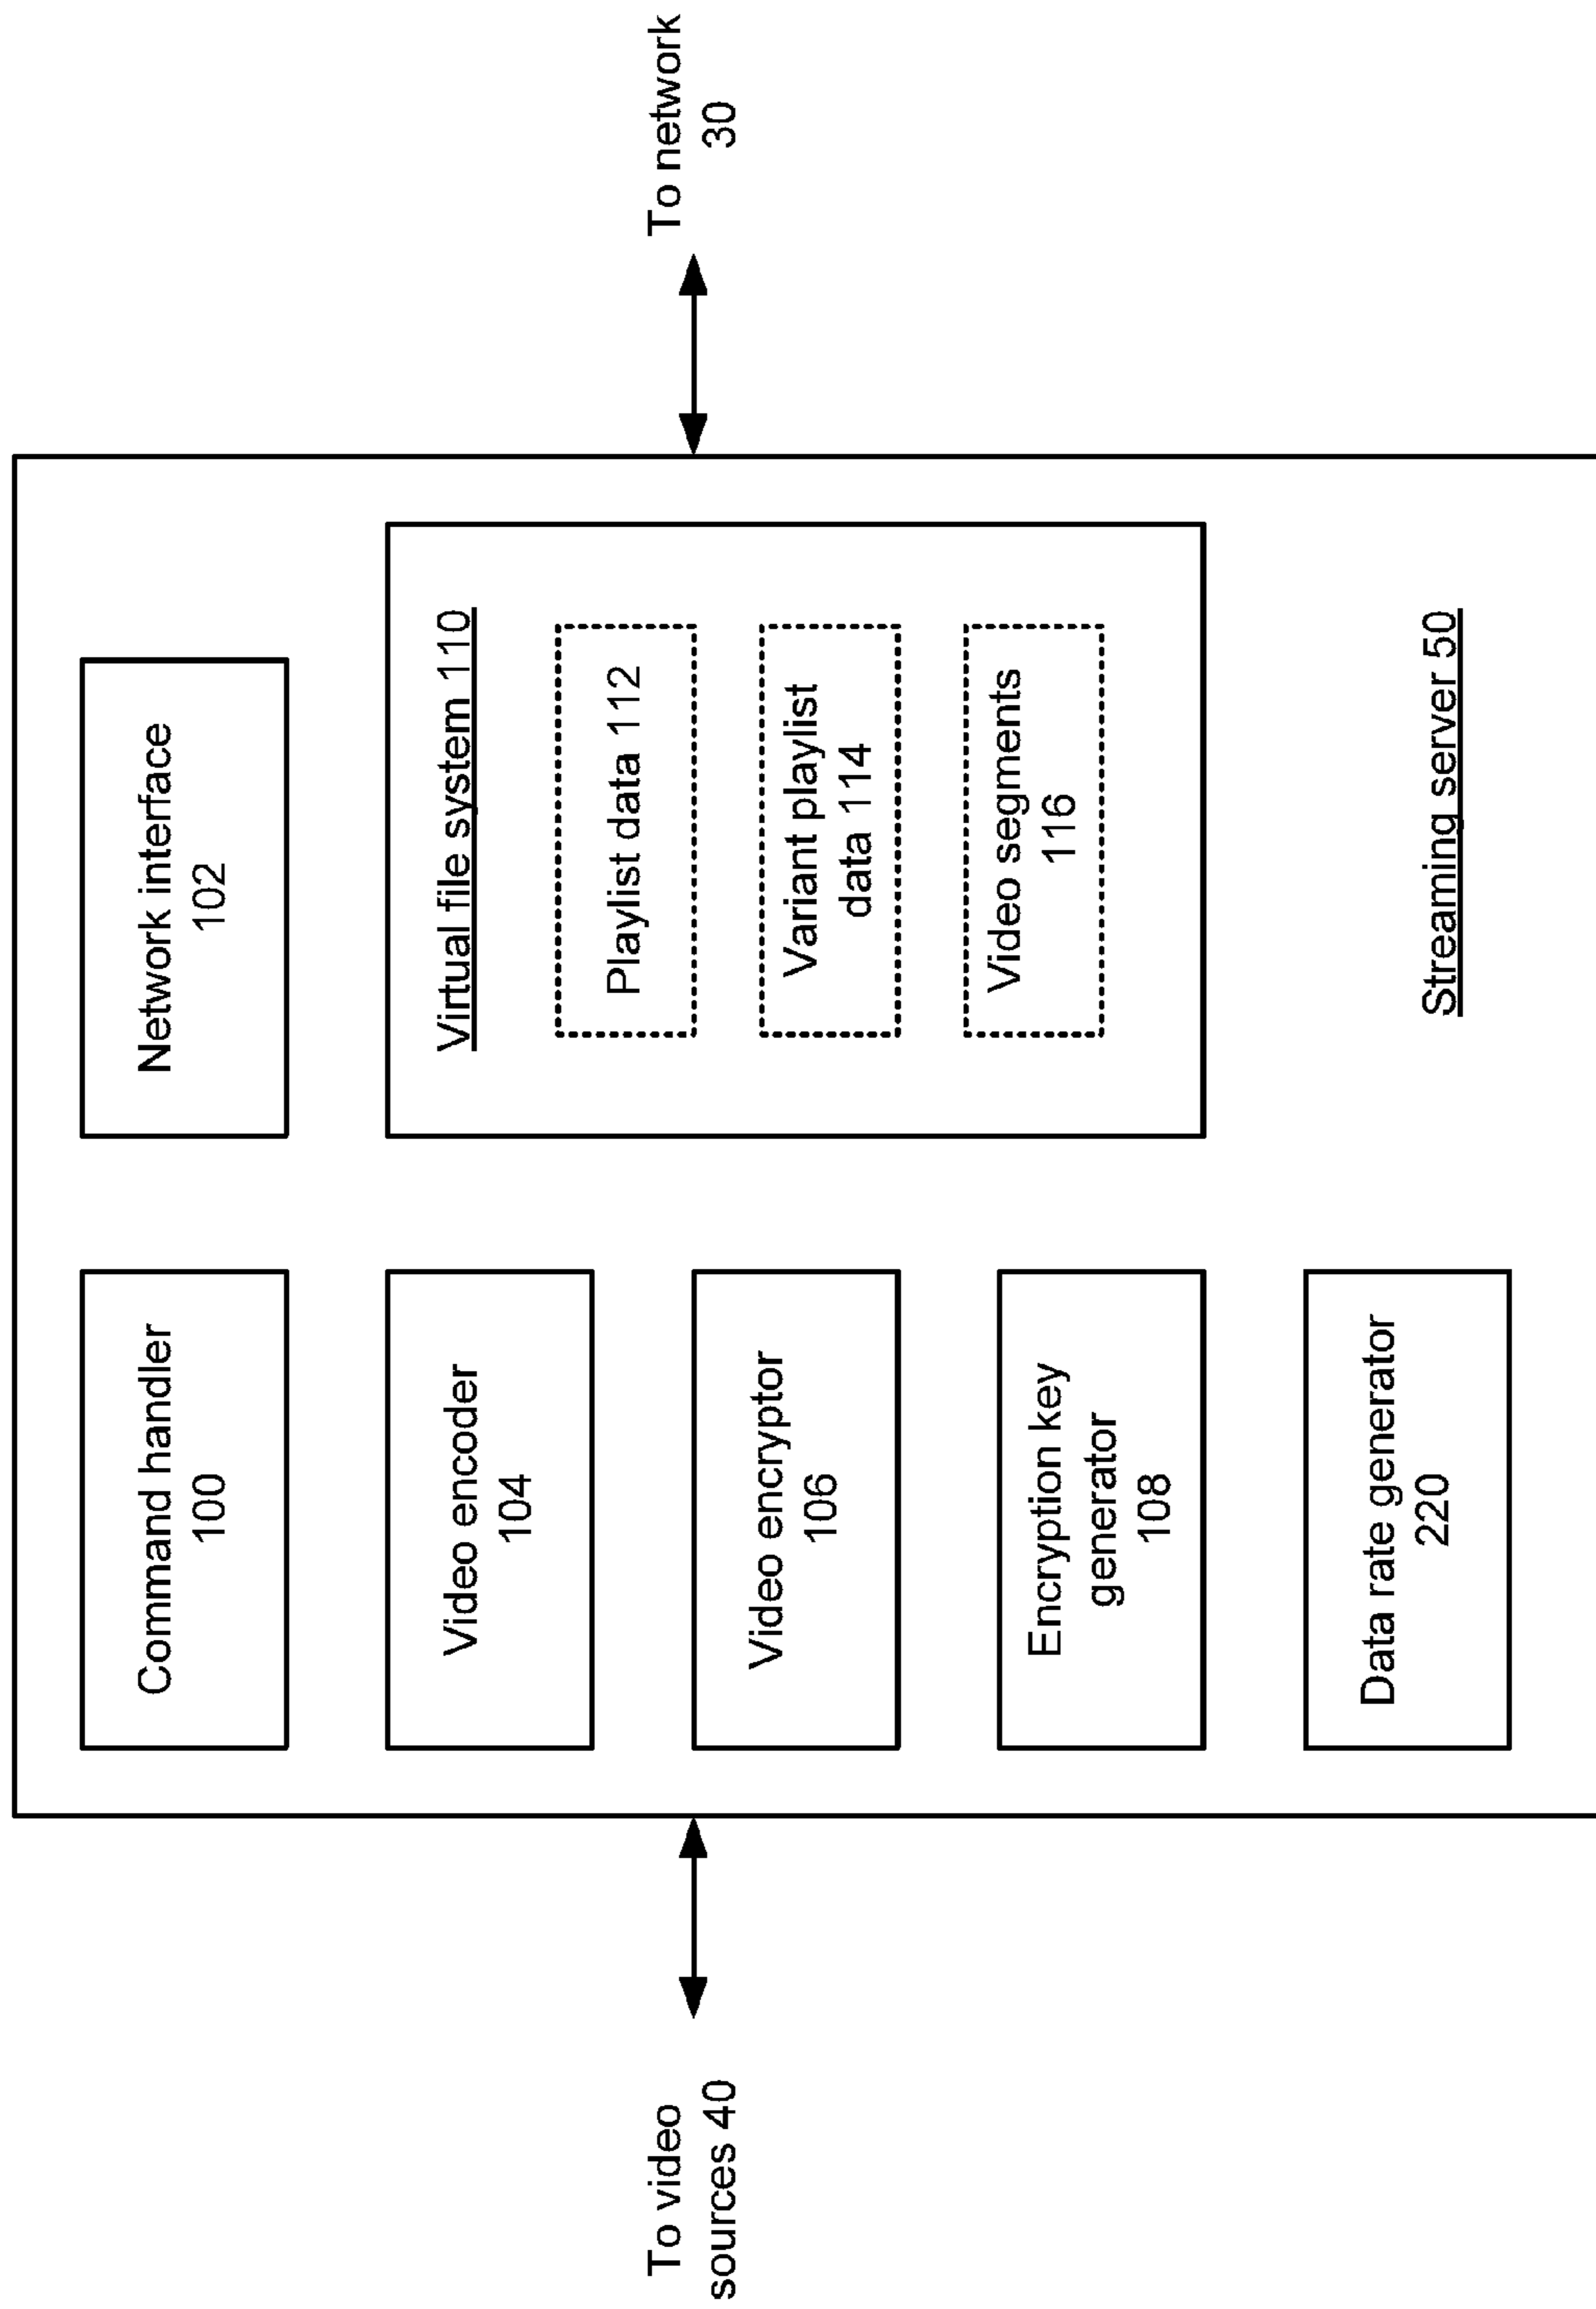 To video
sources 40
Command handler
100
Video encoder
104
Video encryptor
106
Encryption key
generator
108
Data rate generator
220
Network interface
102
Virtual file system 110
Playlist data 112
Variant playlist
data 114
Video segments
116
Streaming server 50
To network
30